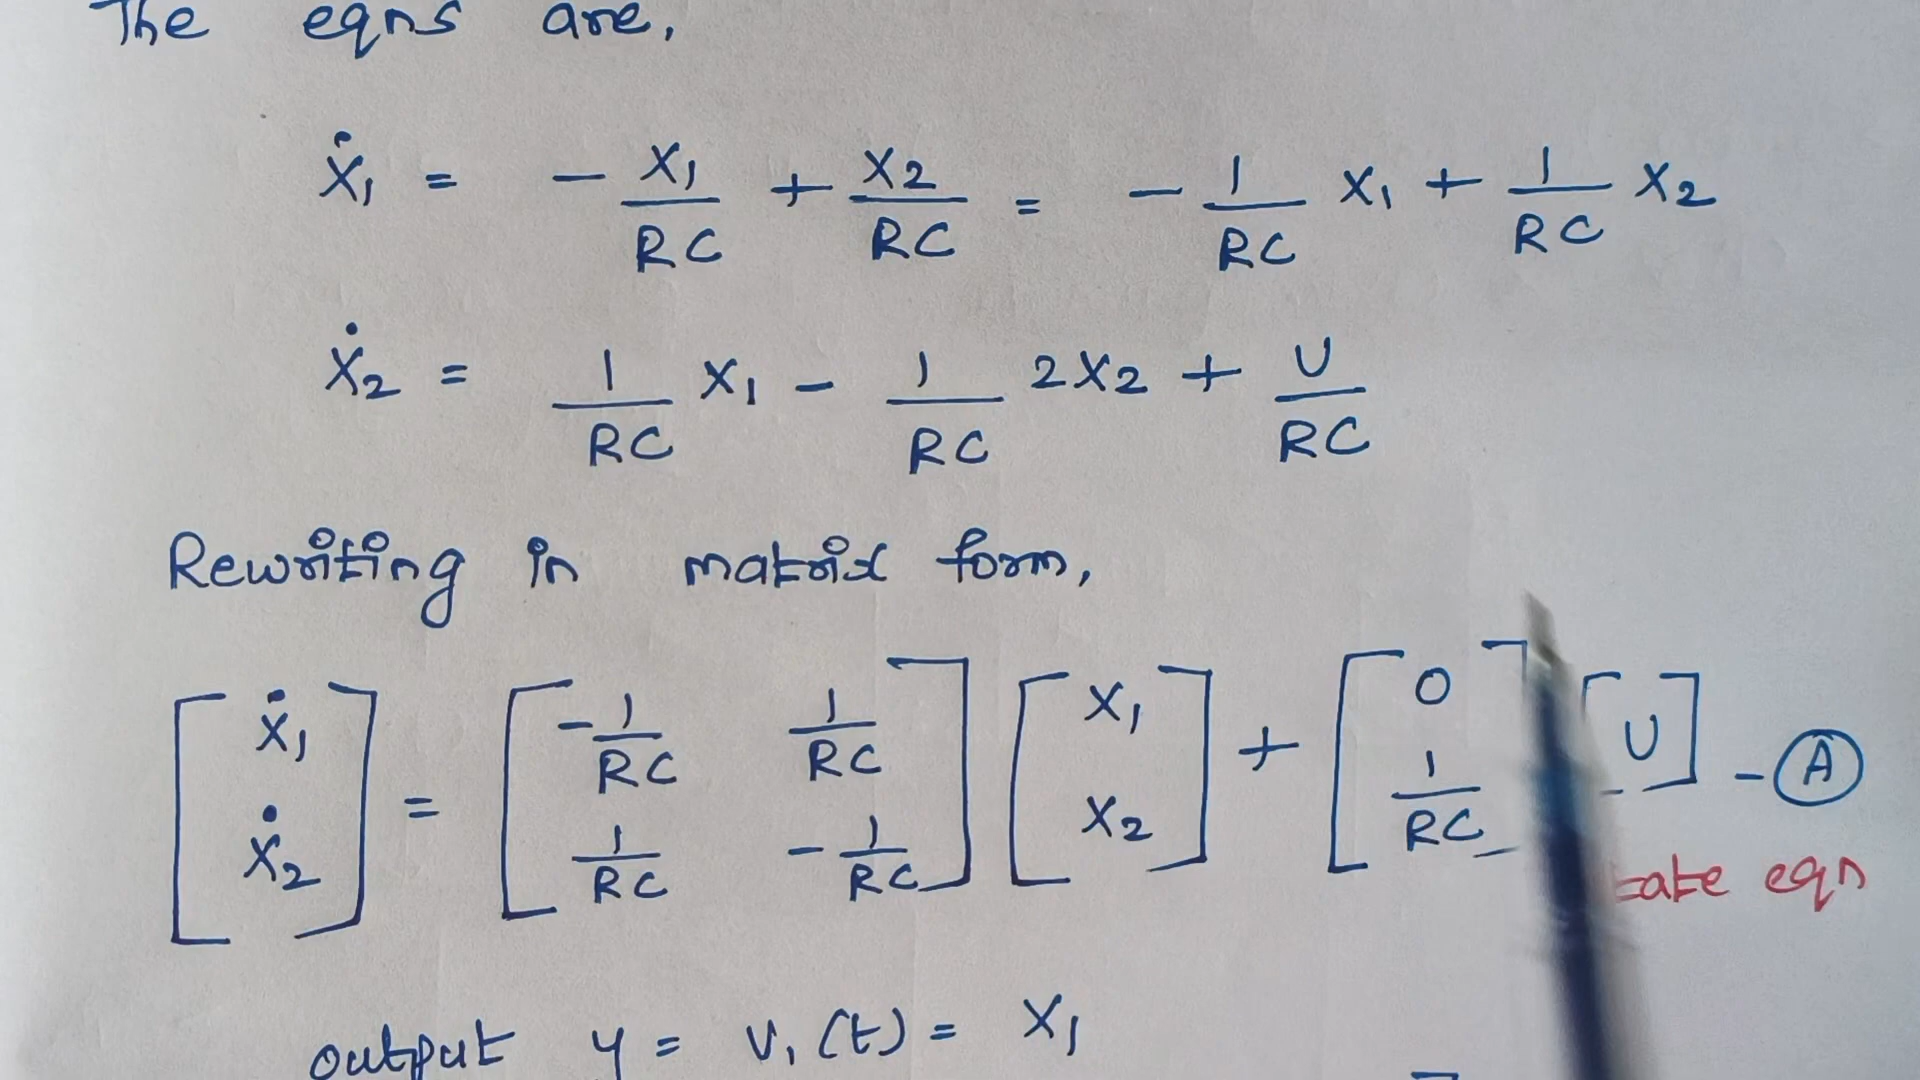 The eqns are,
Ẋ₁ = - X₁/RC + X₂/RC = - 1/RC X₁ + 1/RC X₂
Ẋ₂ = 1/RC X₁ - 1/RC 2X₂ + U/RC
Rewriting in matrix form,
[Ẋ₁ ; Ẋ₂] = [-1/RC 1/RC ; 1/RC -1/RC] [X₁ ; X₂] + [0 ; 1/RC] [U] - Ⓐ
eqn
output y = v₁(t) = X₁